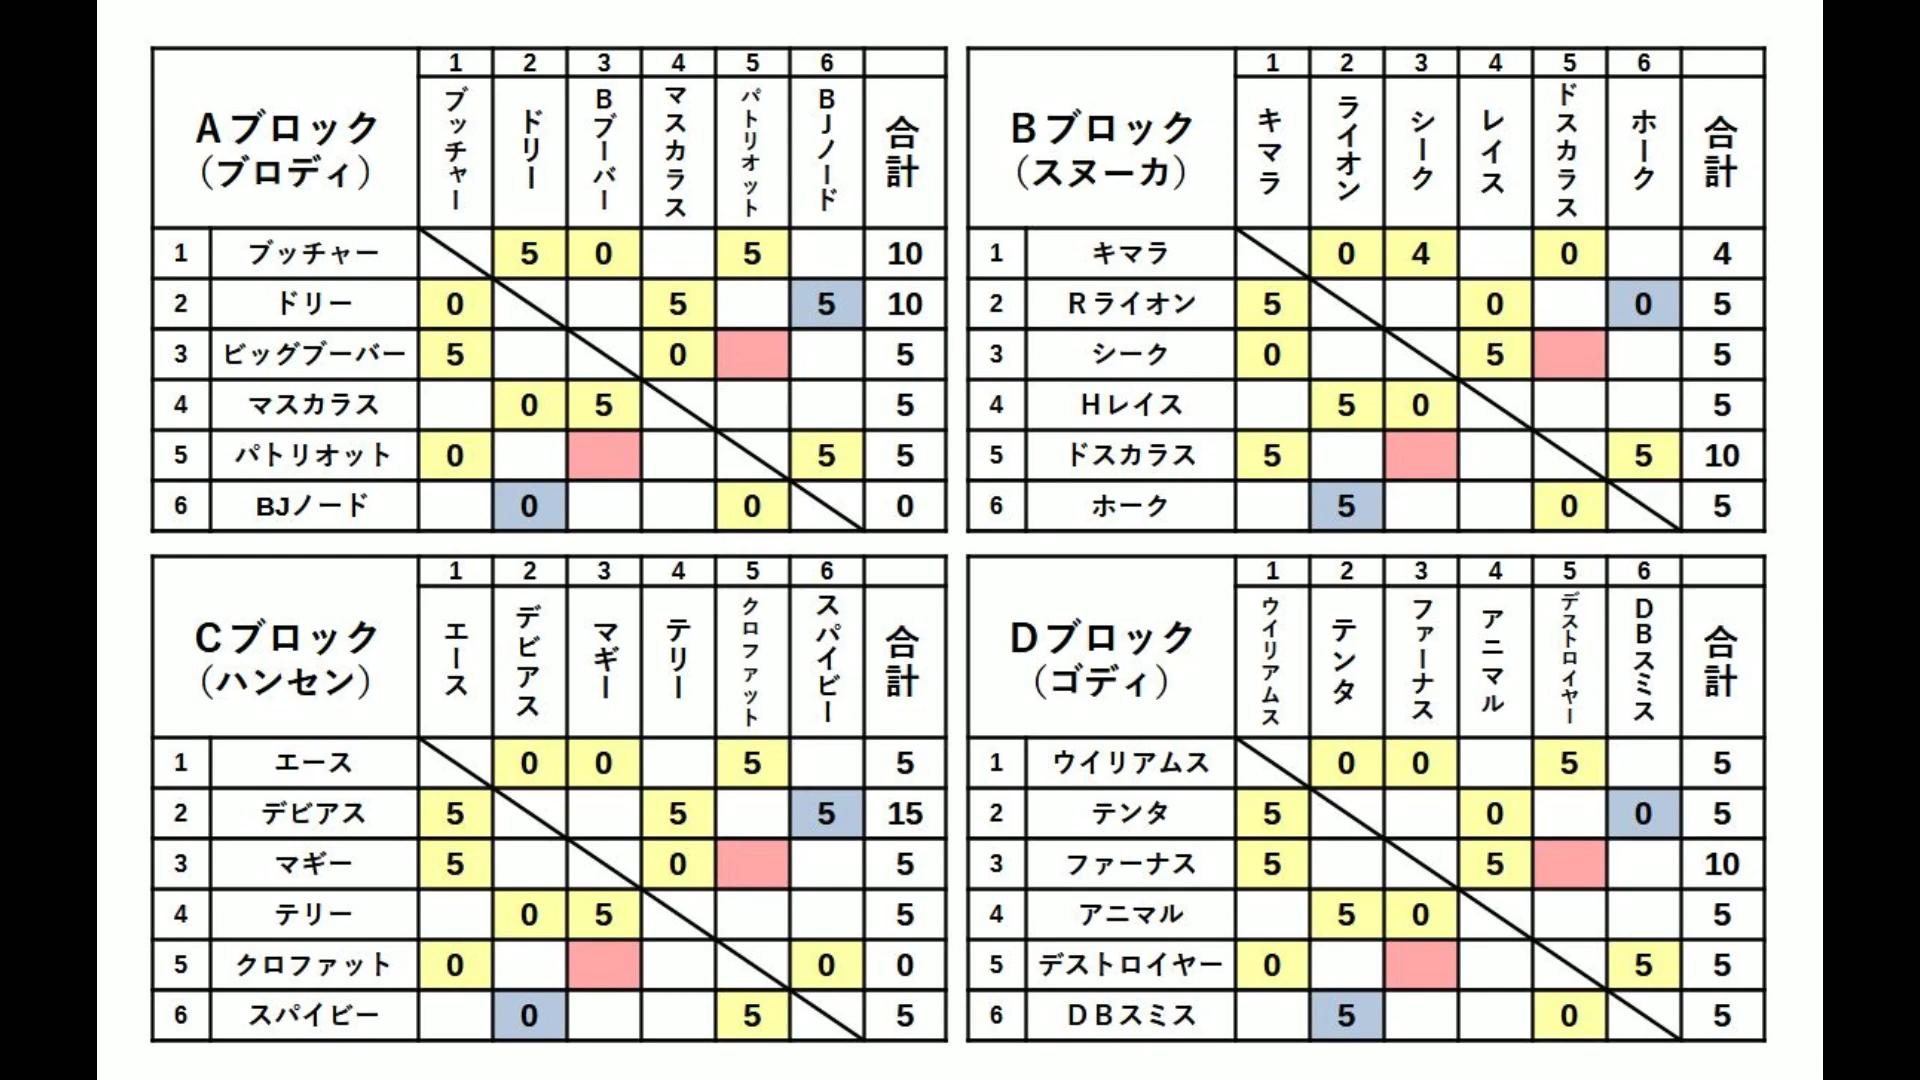 1 2 3 4 5 6
Aブロック
(ブロディ)
ブッチャー ドリー Bブーバー マスカラス パトリオット BJノード 合計
1 ブッチャー 5 0 5 10
2 ドリー 0 5 5 10
3 ビッグブーバー 5 0 5
4 マスカラス 0 5 5
5 パトリオット 0 5 5
6 BJノード 0 0 0
1 2 3 4 5 6
Bブロック
(スヌーカ)
キマラ ライオン シーク レイス ドスカラス ホーク 合計
1 キマラ 0 4 0 4
2 Rライオン 5 0 0 5
3 シーク 0 5 5
4 Hレイス 5 0 5
5 ドスカラス 5 5 10
6 ホーク 5 0 5
1 2 3 4 5 6
Cブロック
(ハンセン)
エース デビアス マギー テリー クロファット スパイビー 合計
1 エース 0 0 5 5
2 デビアス 5 5 5 15
3 マギー 5 0 5
4 テリー 0 5 5
5 クロファット 0 0 0
6 スパイビー 0 5 5
1 2 3 4 5 6
Dブロック
(ゴディ)
ウイリアムス テンタ ファーナス アニマル デストロイヤー DBスミス 合計
1 ウイリアムス 0 0 5 5
2 テンタ 5 0 0 5
3 ファーナス 5 5 10
4 アニマル 5 0 5
5 デストロイヤー 0 5 5
6 DBスミス 5 0 5